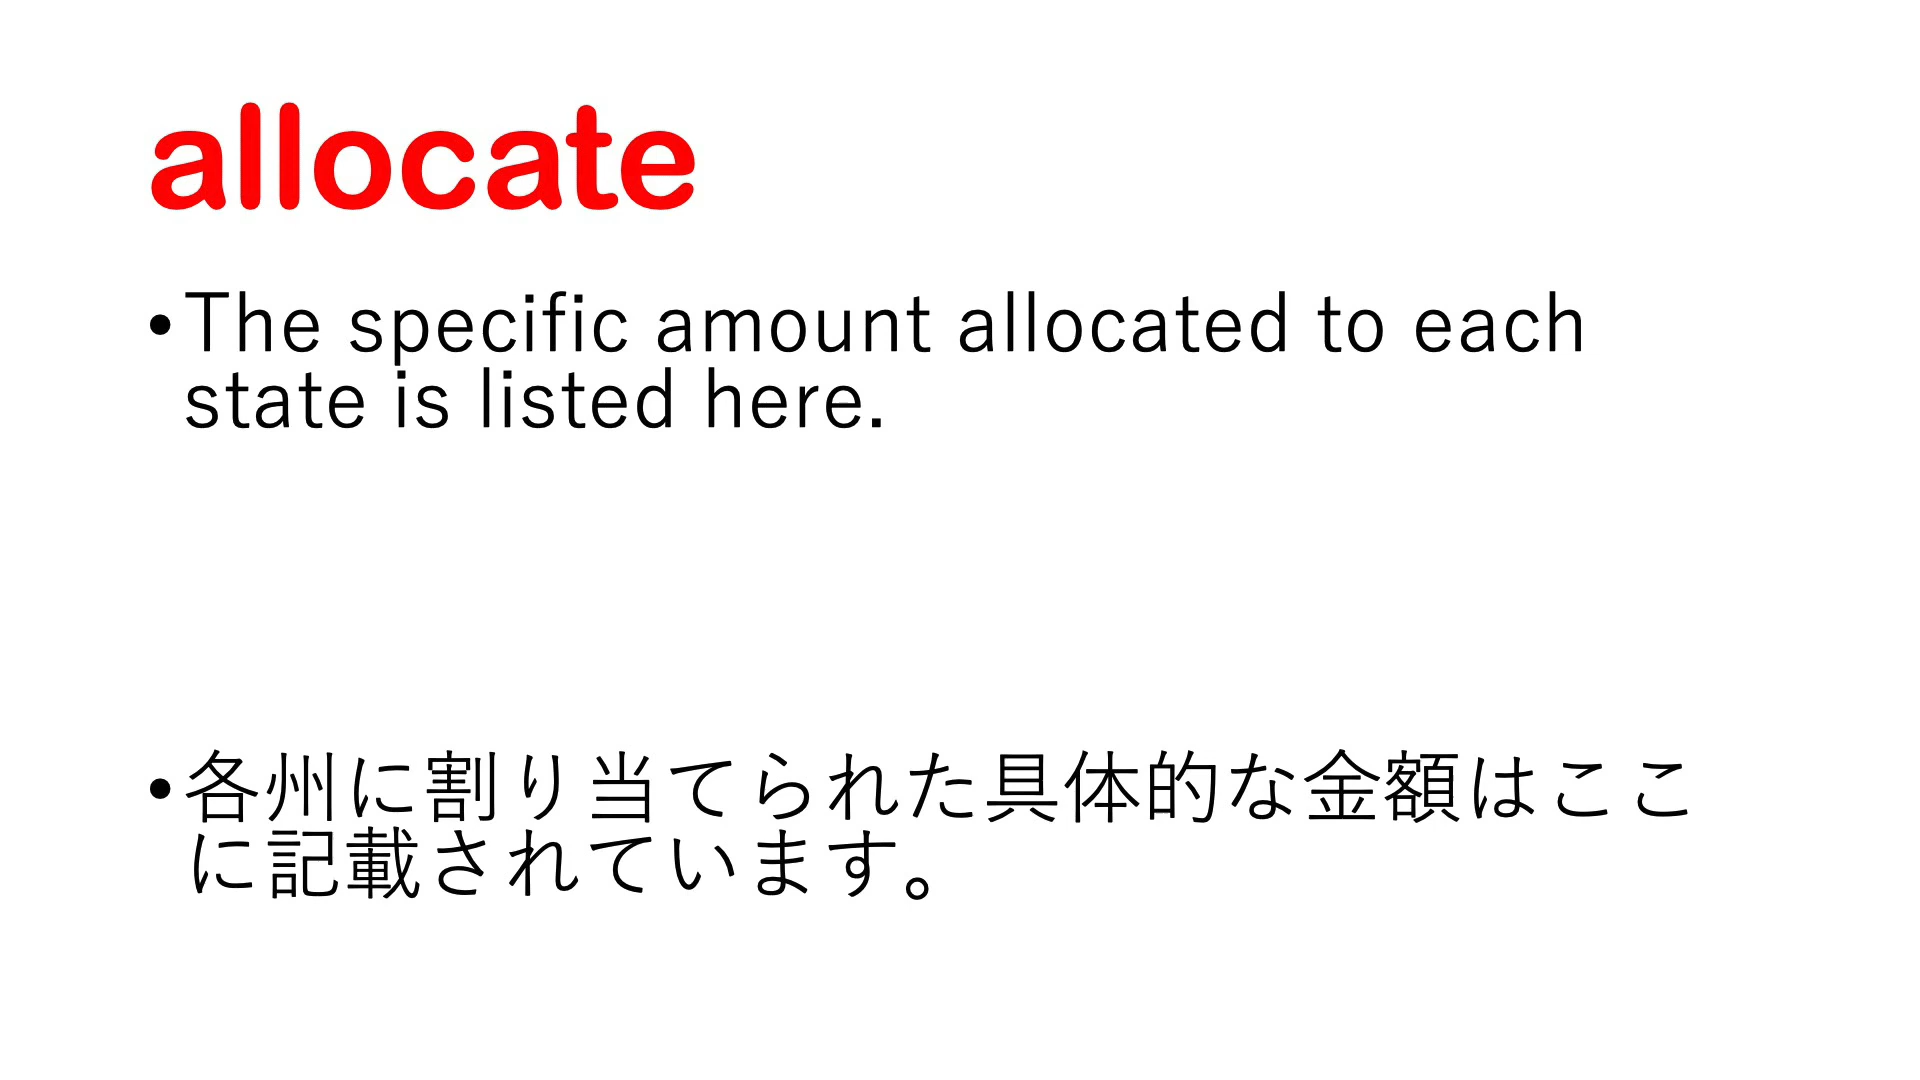 allocate
•The specific amount allocated to each
state is listed here.
•各州に割り当てられた具体的な金額はここ
に記載されています。